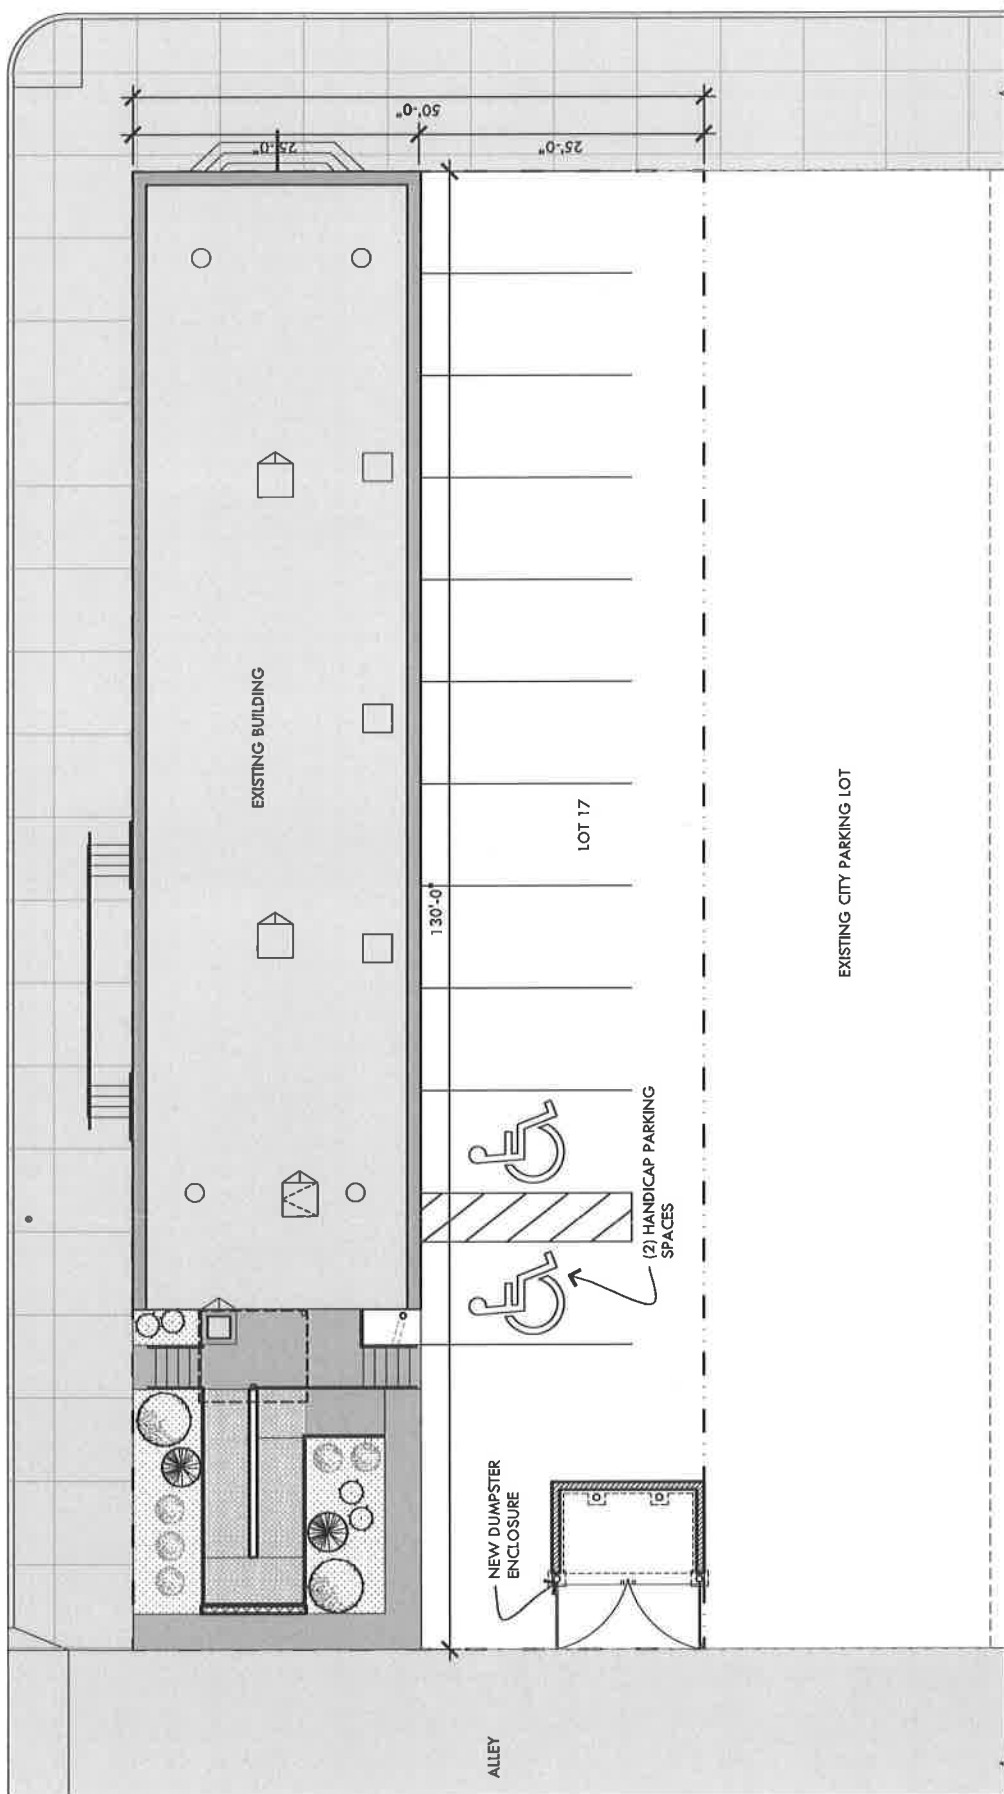 50'-0"
25'-0"
25'-0"
EXISTING BUILDING
LOT 17
130'-0"
EXISTING CITY PARKING LOT
(2) HANDICAP PARKING
SPACES
NEW DUMPSTER
ENCLOSURE
ALLEY